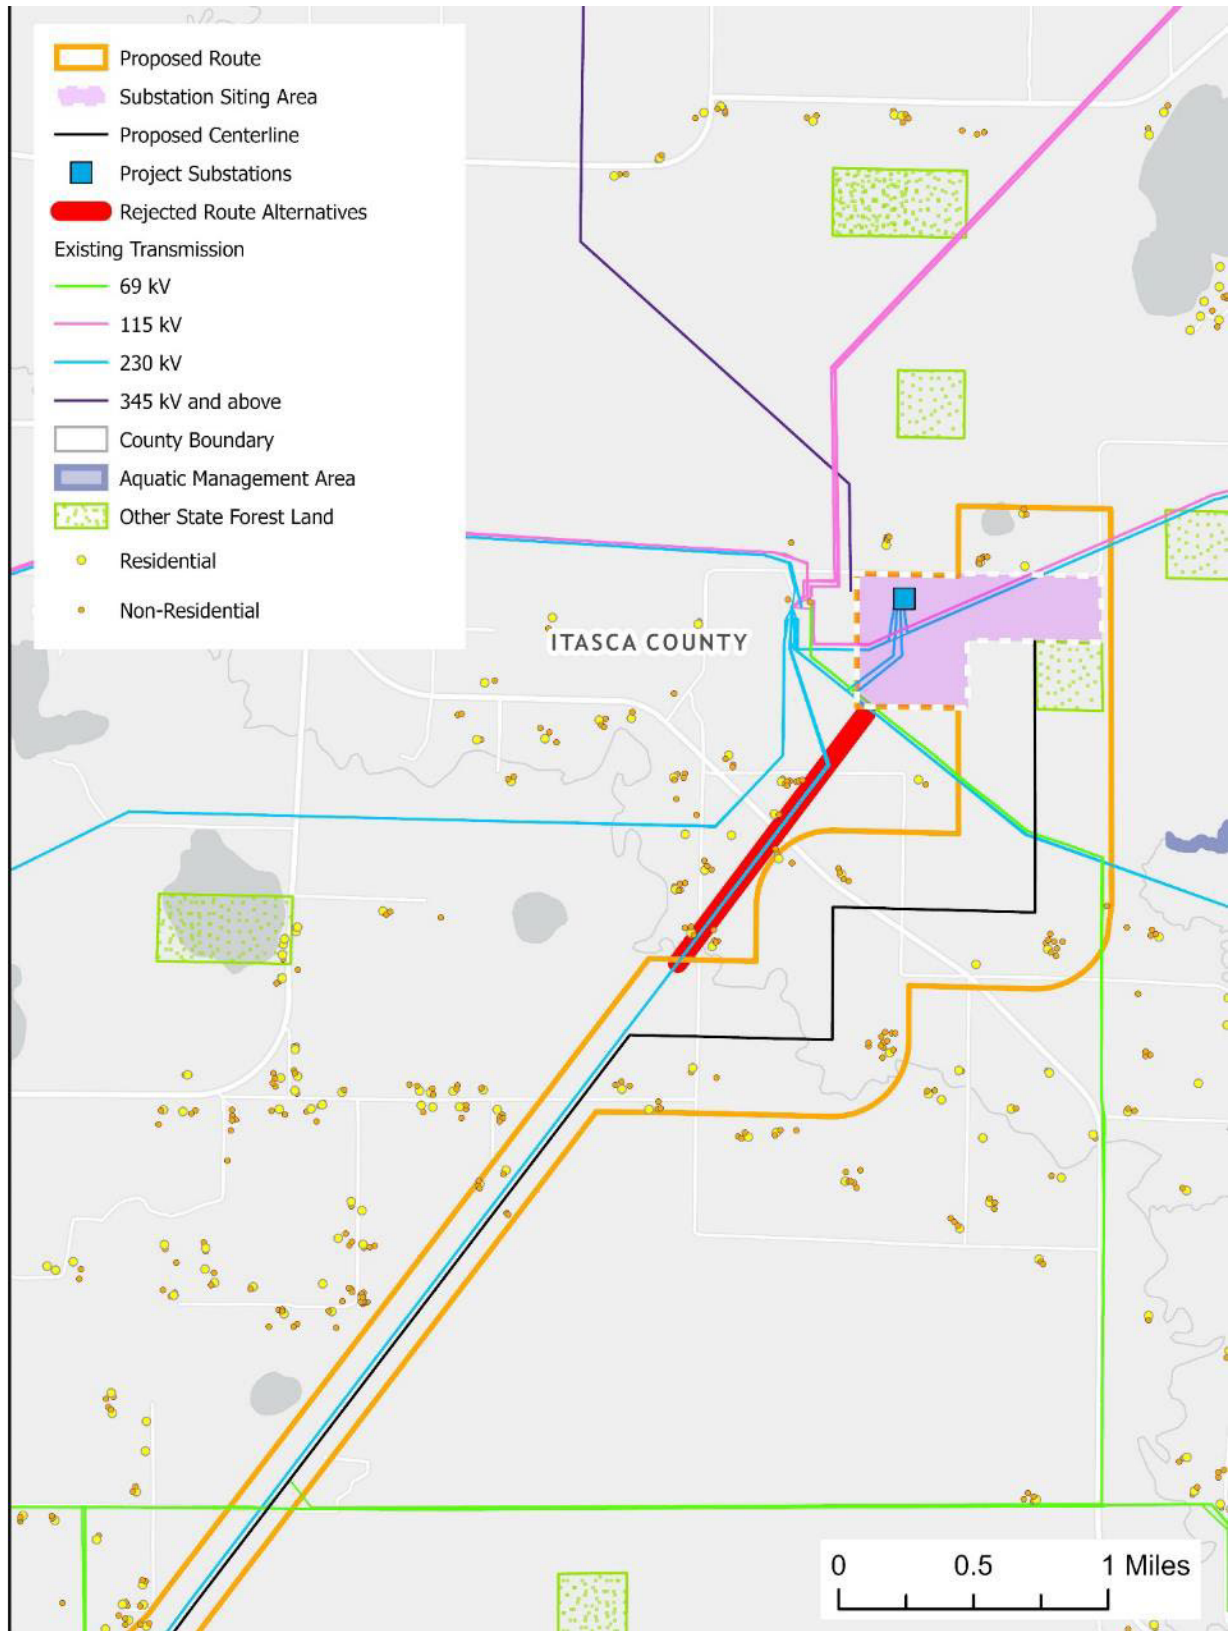 Proposed Route
Substation Siting Area
Proposed Centerline
Project Substations
Rejected Route Alternatives
Existing Transmission
69 kV
115 kV
230 kV
345 kV and above
County Boundary
Aquatic Management Area
Other State Forest Land
Residential
Non-Residential
ITASCA COUNTY
0 0.5 1 Miles